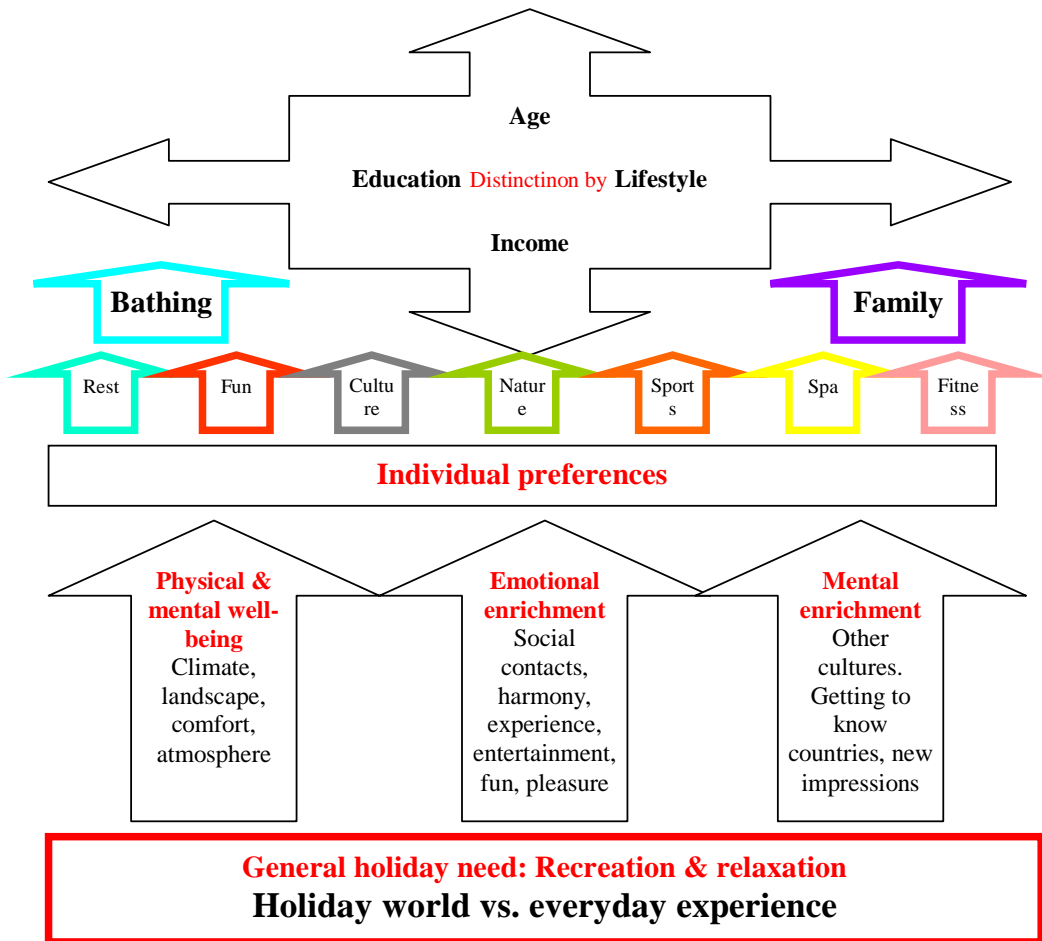 Age
Education Distinctinon by Lifestyle
Income
Bathing
Family
Rest
Fun
Cultu
re
Natur
e
Sport
s
Spa
Fitne
ss
Individual preferences
Physical &
mental well-
being
Climate,
landscape,
comfort,
atmosphere
Emotional
enrichment
Social
contacts,
harmony,
experience,
entertainment,
fun, pleasure
Mental
enrichment
Other
cultures.
Getting to
know
countries, new
impressions
General holiday need: Recreation & relaxation
Holiday world vs. everyday experience